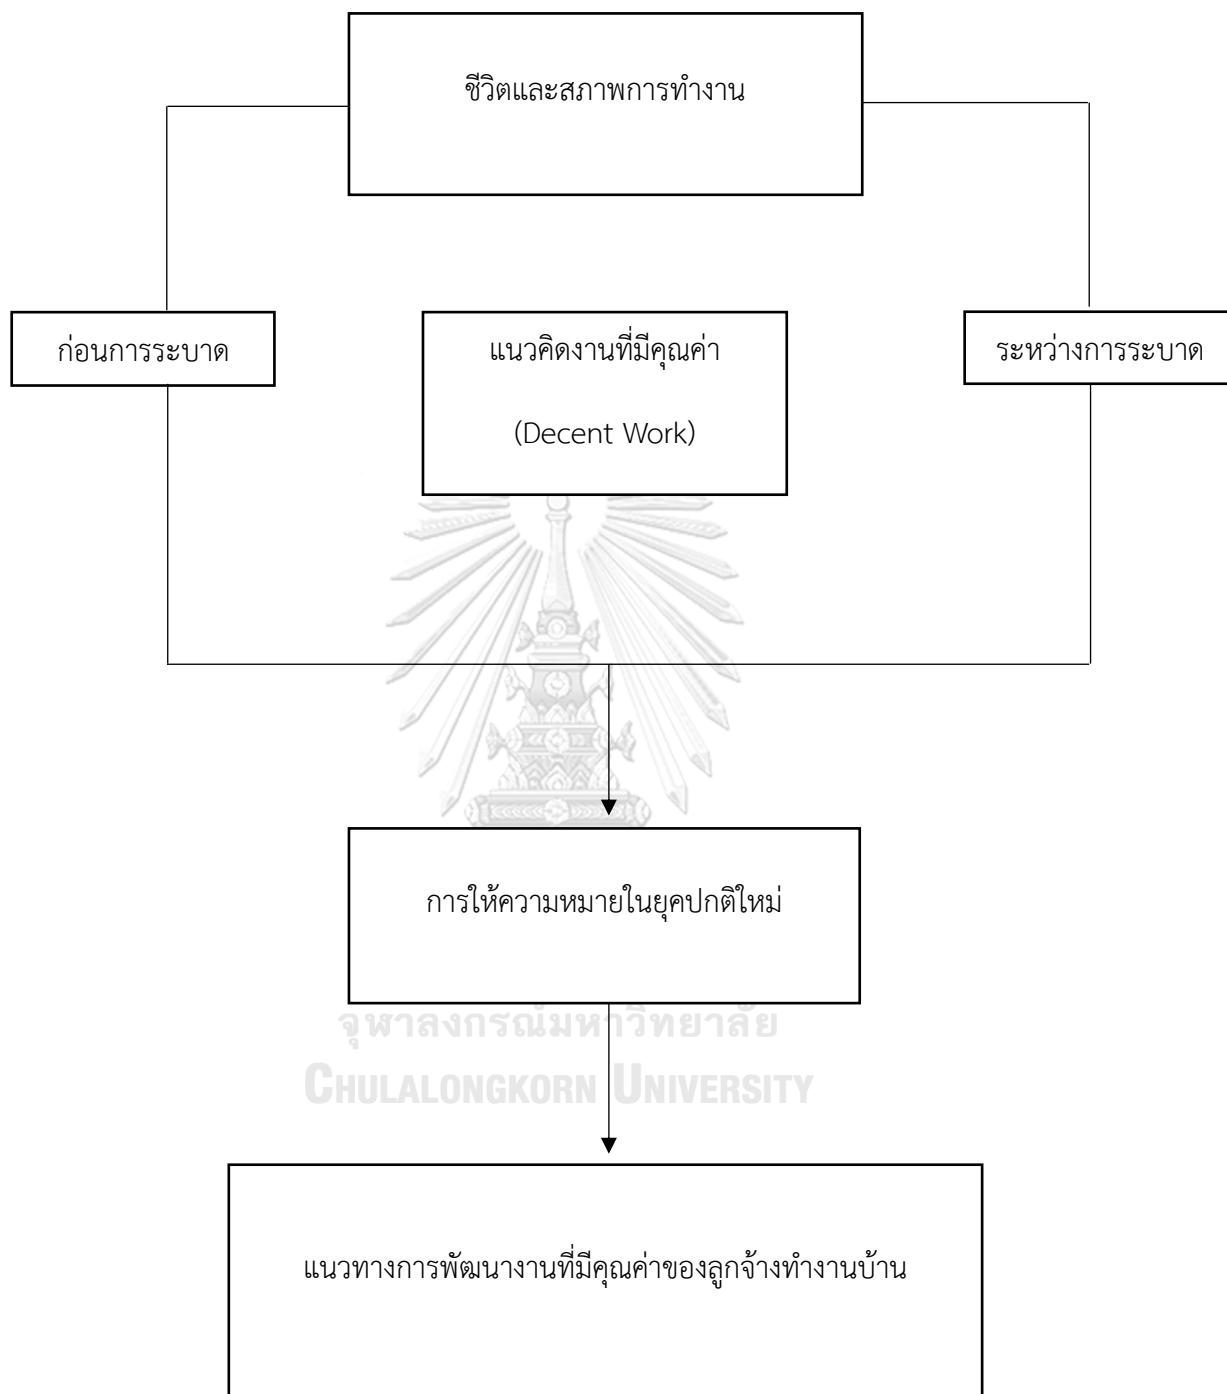 ชีวิตและสภาพการทำงาน
ก่อนการระบาด
แนวคิดงานที่มีคุณค่า
(Decent Work)
ระหว่างการระบาด
การให้ความหมายในยุคปกติใหม่
จุฬาลงกรณ์มหาวิทยาลัย
CHULALONGKORN UNIVERSITY
แนวทางการพัฒนางานที่มีคุณค่าของลูกจ้างทำงานบ้าน